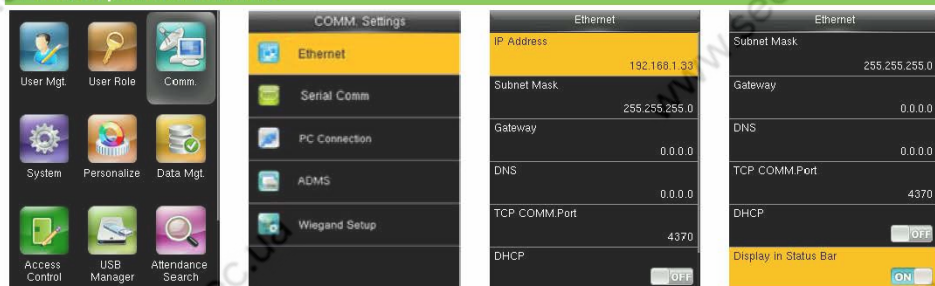 User Mgt.
User Role
Comm.
System
Personalize
Data Mgt.
Access
Control
USB
Manager
Attendance
Search
COMM. Settings
Ethernet
Serial Comm
PC Connection
ADMS
Wiegand Setup
Ethernet
IP Address
192.168.1.33
Subnet Mask
255.255.255.0
Gateway
0.0.0.0
DNS
0.0.0.0
TCP COMM.Port
4370
DHCP
OFF
Ethernet
Subnet Mask
255.255.255.0
Gateway
0.0.0.0
DNS
0.0.0.0
TCP COMM.Port
4370
DHCP
OFF
Display in Status Bar
ON